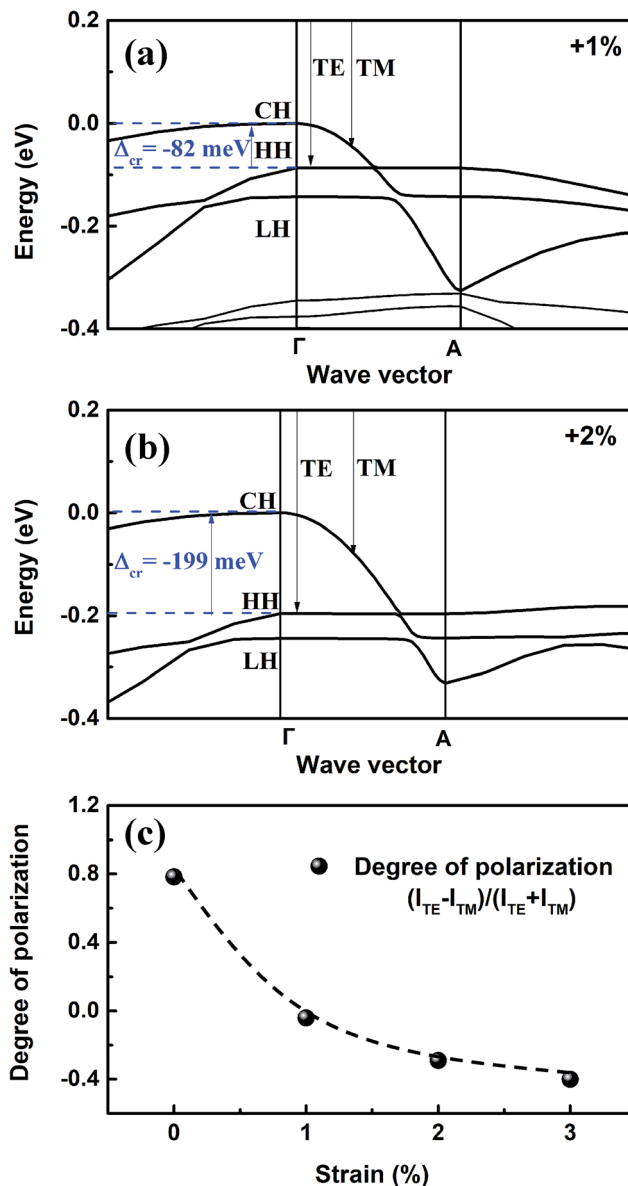 (a)
+1%
TE
TM
CH
HH
LH
Δcr= -82 meV
Energy (eV)
0.2
0.0
-0.2
-0.4
Γ
A
Wave vector
(b)
+2%
TE
TM
CH
HH
LH
Δcr= -199 meV
Energy (eV)
0.2
0.0
-0.2
-0.4
Γ
A
Wave vector
(c)
Degree of polarization
(ITE-ITM)/(ITE+ITM)
Degree of polarization
1.2
0.8
0.4
0.0
-0.4
0
1
2
3
Strain (%)